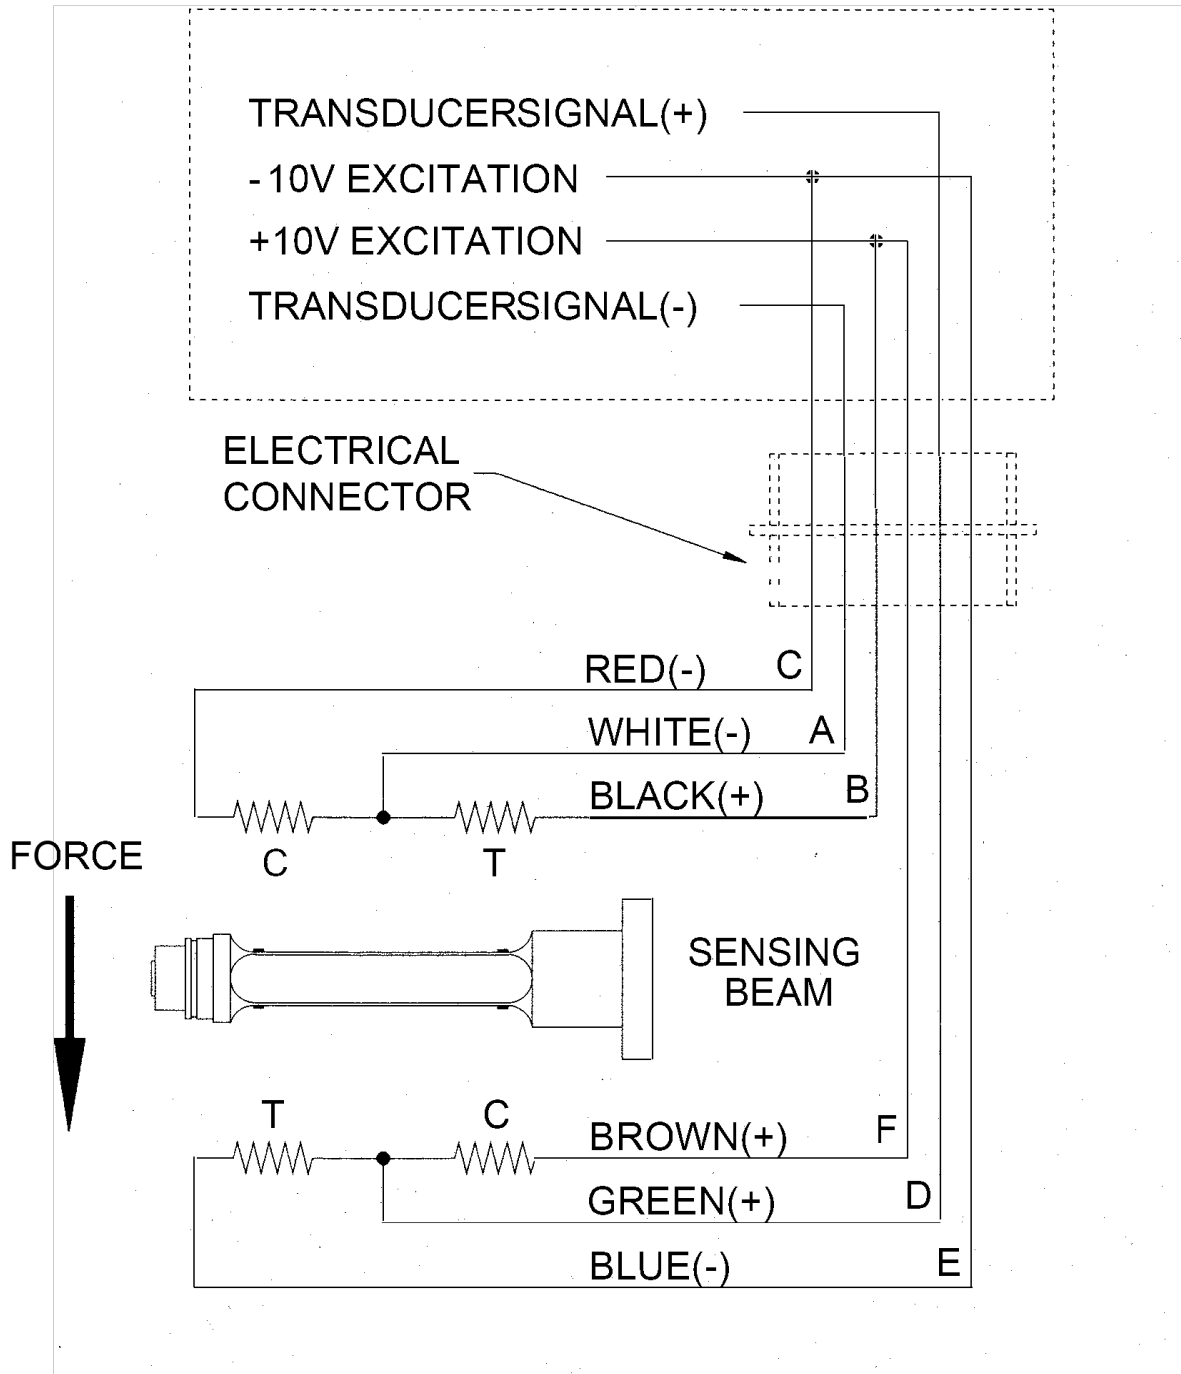 TRANSDUCERSIGNAL(+)
-10V EXCITATION
+10V EXCITATION
TRANSDUCERSIGNAL(-)
ELECTRICAL
CONNECTOR
RED(-)
C
WHITE(-)
A
BLACK(+)
B
C
T
FORCE
SENSING
BEAM
T
C
BROWN(+)
F
GREEN(+)
D
BLUE(-)
E